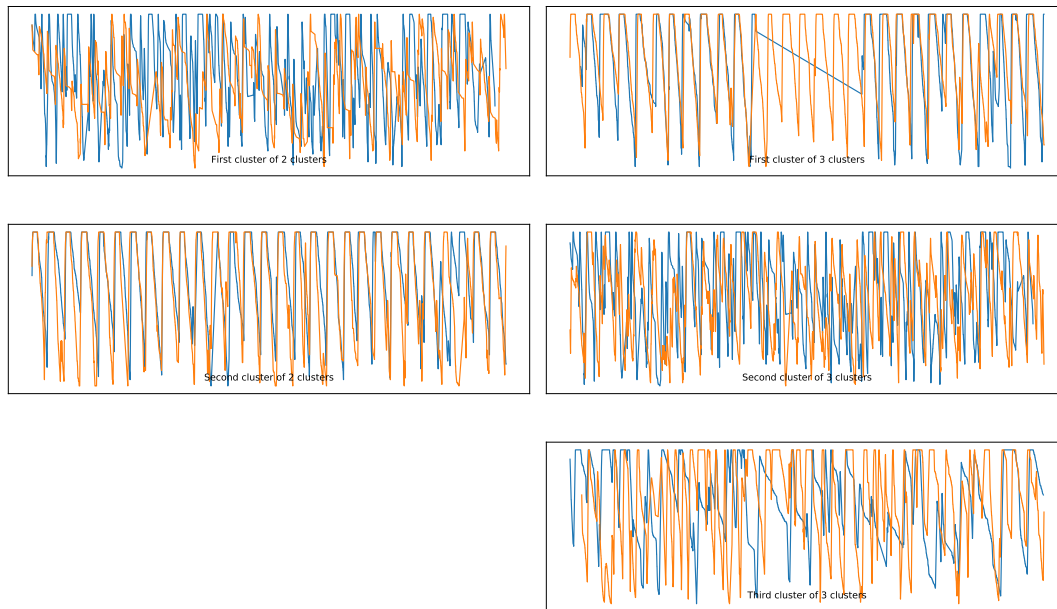 First cluster of 2 clusters
First cluster of 3 clusters
Second cluster of 2 clusters
Second cluster of 3 clusters
Third cluster of 3 clusters